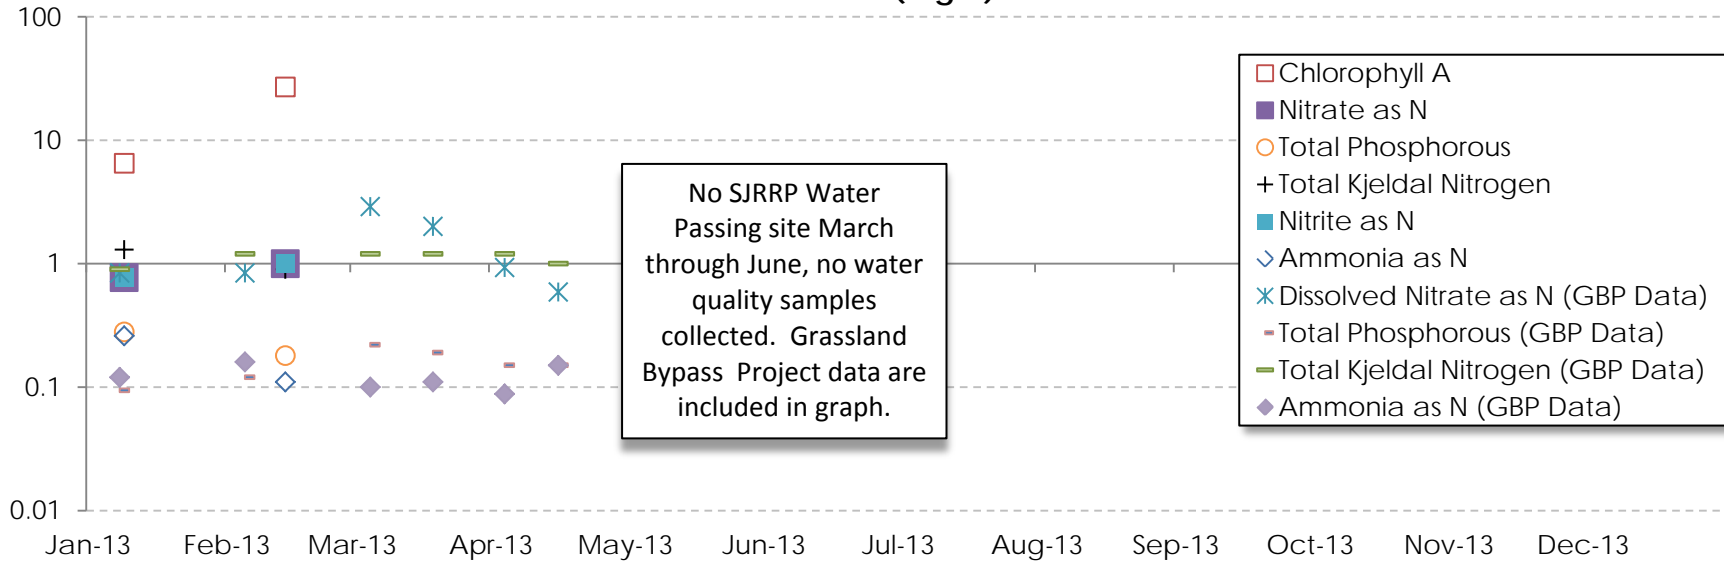 100
10
1
0.1
0.01
Jan-13
Feb-13
Mar-13
Apr-13
May-13
Jun-13
Jul-13
Aug-13
Sep-13
Oct-13
Nov-13
Dec-13
No SJRRP Water
Passing site March
through June, no water
quality samples
collected. Grassland
Bypass Project data are
included in graph.
Chlorophyll A
Nitrate as N
Total Phosphorous
Total Kjeldal Nitrogen
Nitrite as N
Ammonia as N
Dissolved Nitrate as N (GBP Data)
Total Phosphorous (GBP Data)
Total Kjeldal Nitrogen (GBP Data)
Ammonia as N (GBP Data)